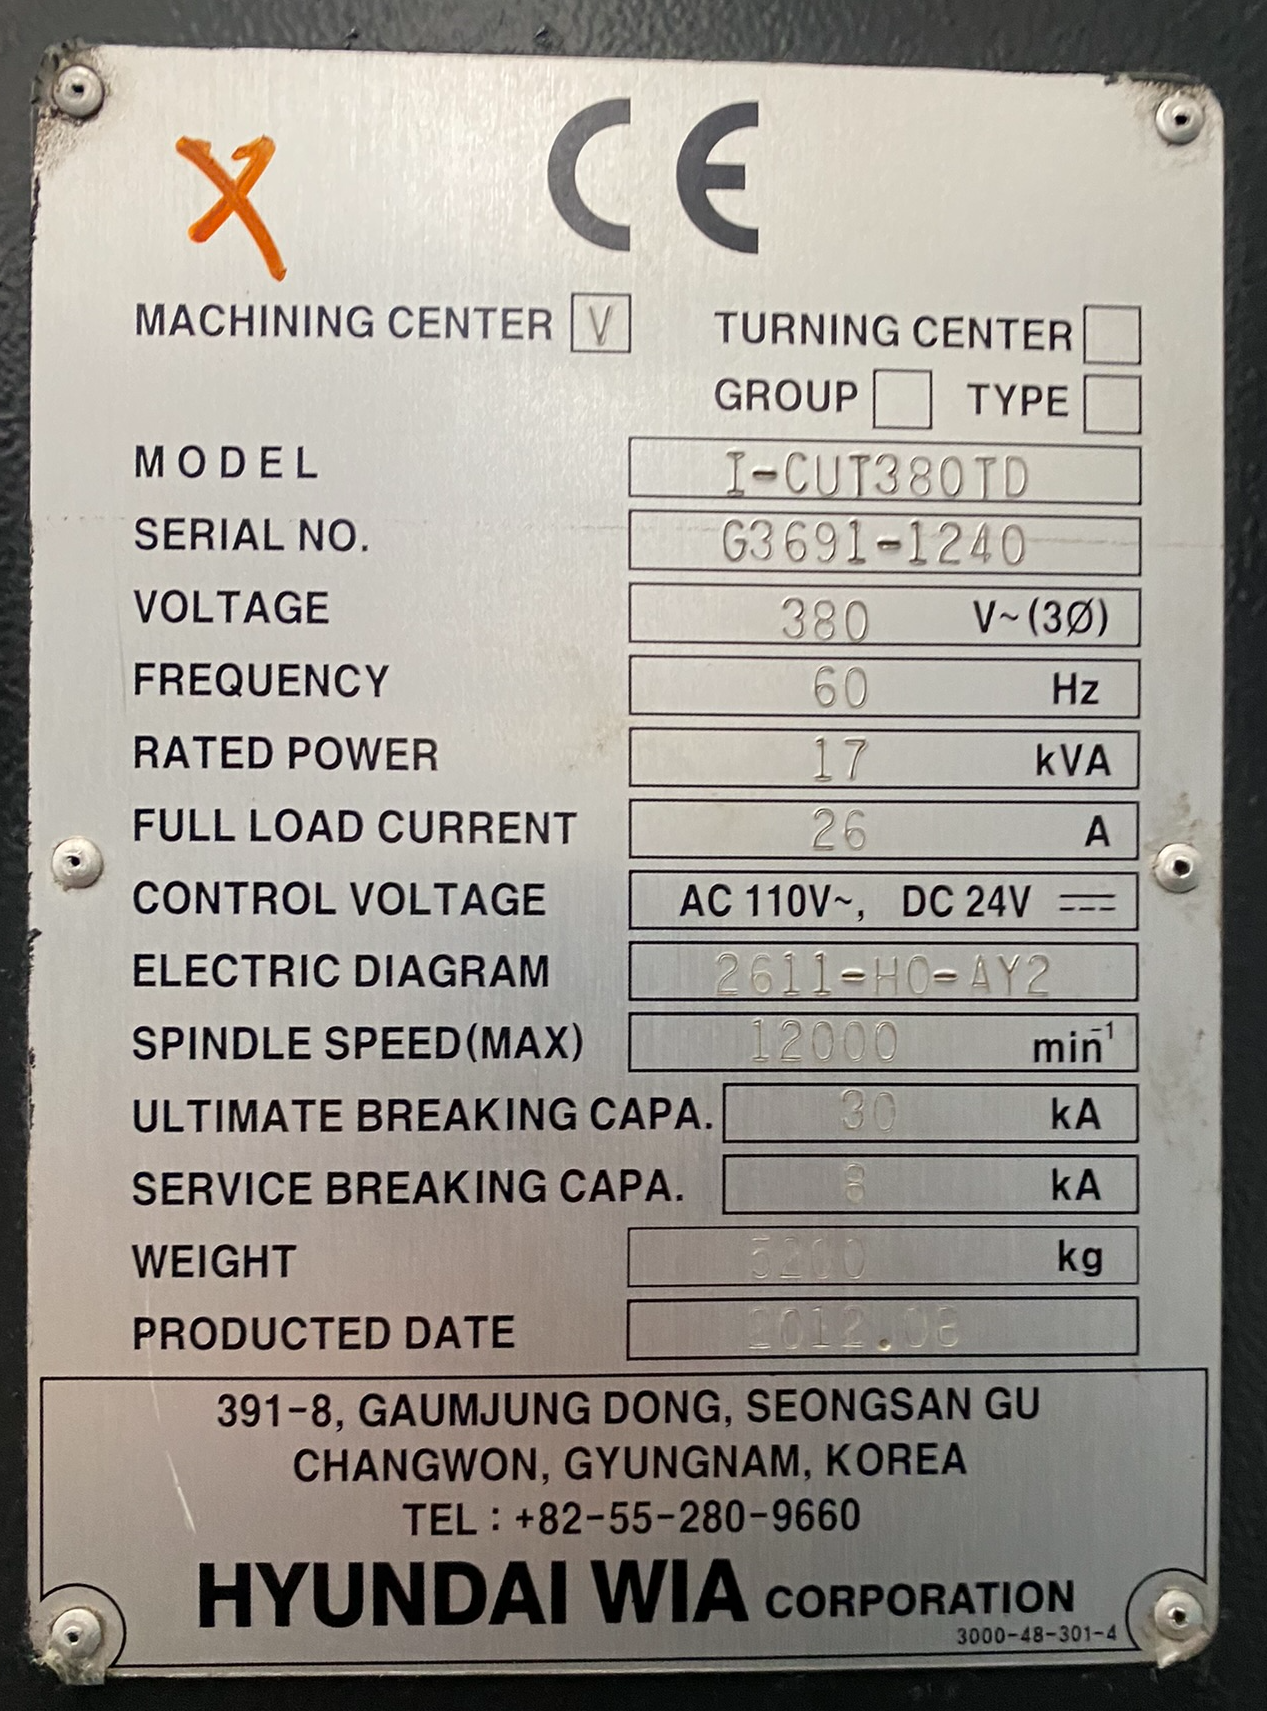 CE
MACHINING CENTER V TURNING CENTER
GROUP TYPE
MODEL I-CUT380TD
SERIAL NO. G3691-1240
VOLTAGE 380 V~(3Ø)
FREQUENCY 60 Hz
RATED POWER 17 kVA
FULL LOAD CURRENT 26 A
CONTROL VOLTAGE AC 110V~, DC 24V ⎓
ELECTRIC DIAGRAM 2611-HO-AY2
SPINDLE SPEED(MAX) 12000 min⁻¹
ULTIMATE BREAKING CAPA. 30 kA
SERVICE BREAKING CAPA. 8 kA
WEIGHT kg
PRODUCTED DATE
391-8, GAUMJUNG DONG, SEONGSAN GU
CHANGWON, GYUNGNAM, KOREA
TEL : +82-55-280-9660
HYUNDAI WIA CORPORATION
3000-48-301-4